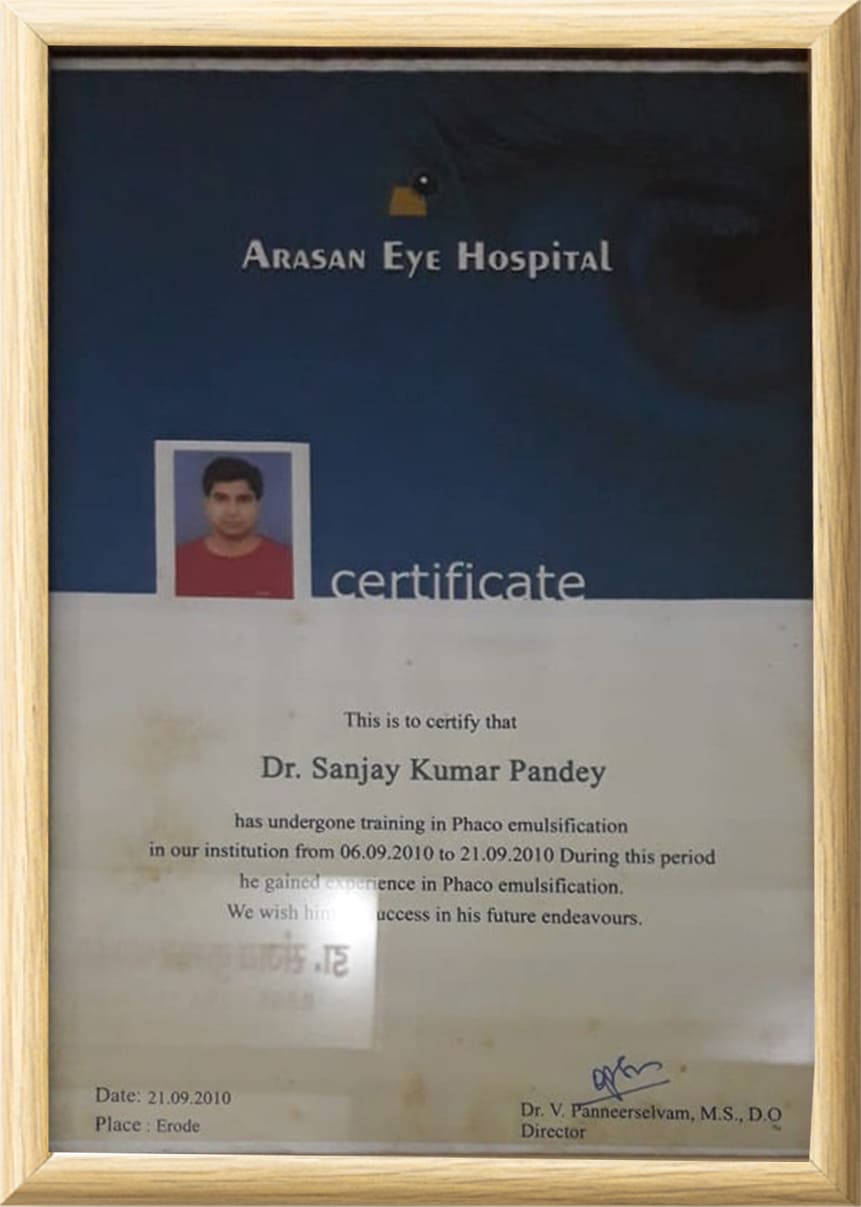 Arasan Eye Hospital
certificate
This is to certify that
Dr. Sanjay Kumar Pandey
has undergone training in Phaco emulsification
in our institution from 06.09.2010 to 21.09.2010 During this period
he gained experience in Phaco emulsification.
We wish him success in his future endeavours.
डा. संजय कुमार
Date: 21.09.2010
Place : Erode
Dr. V. Panneerselvam, M.S., D.O
Director